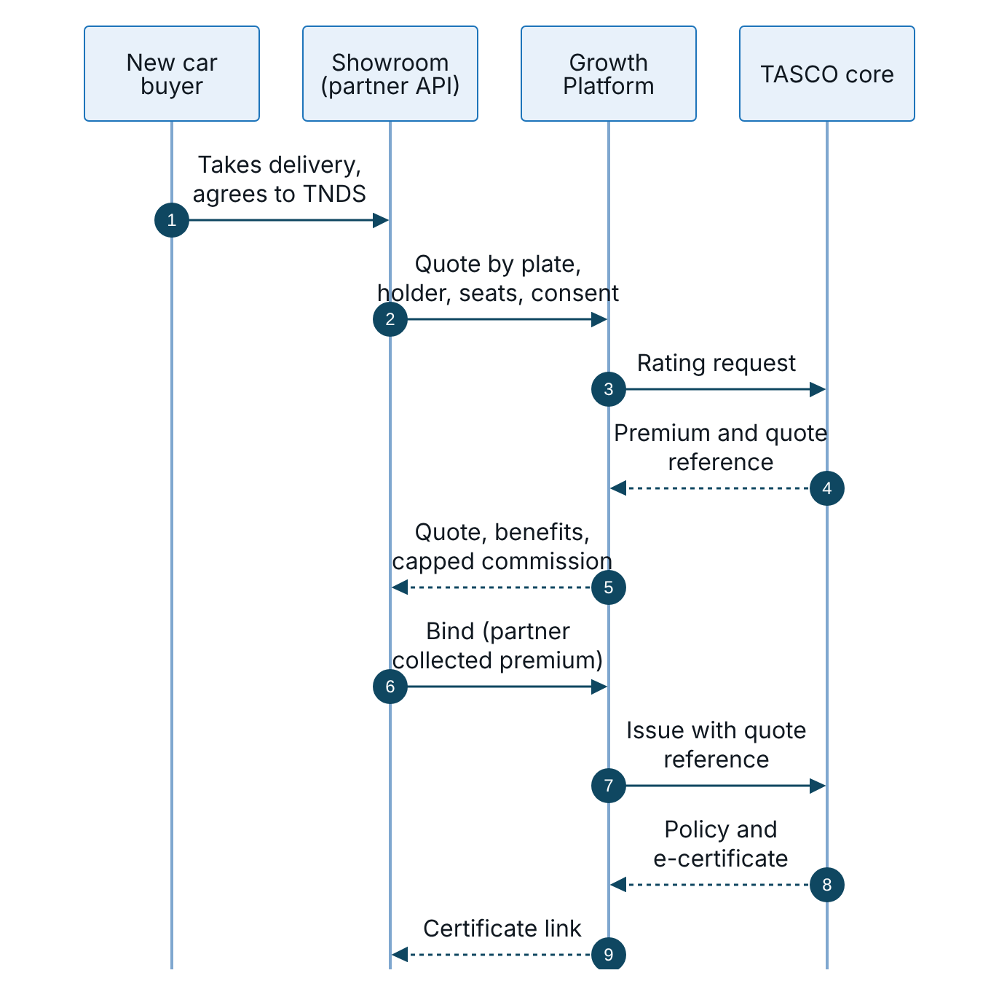 New car
buyer
Showroom
(partner API)
Growth
Platform
TASCO core
Takes delivery,
agrees to TNDS
1
Quote by plate,
holder, seats, consent
2
Rating request
3
Premium and quote
reference
4
Quote, benefits,
capped commission
5
Bind (partner
collected premium)
6
Issue with quote
reference
7
Policy and
e-certificate
8
Certificate link
9